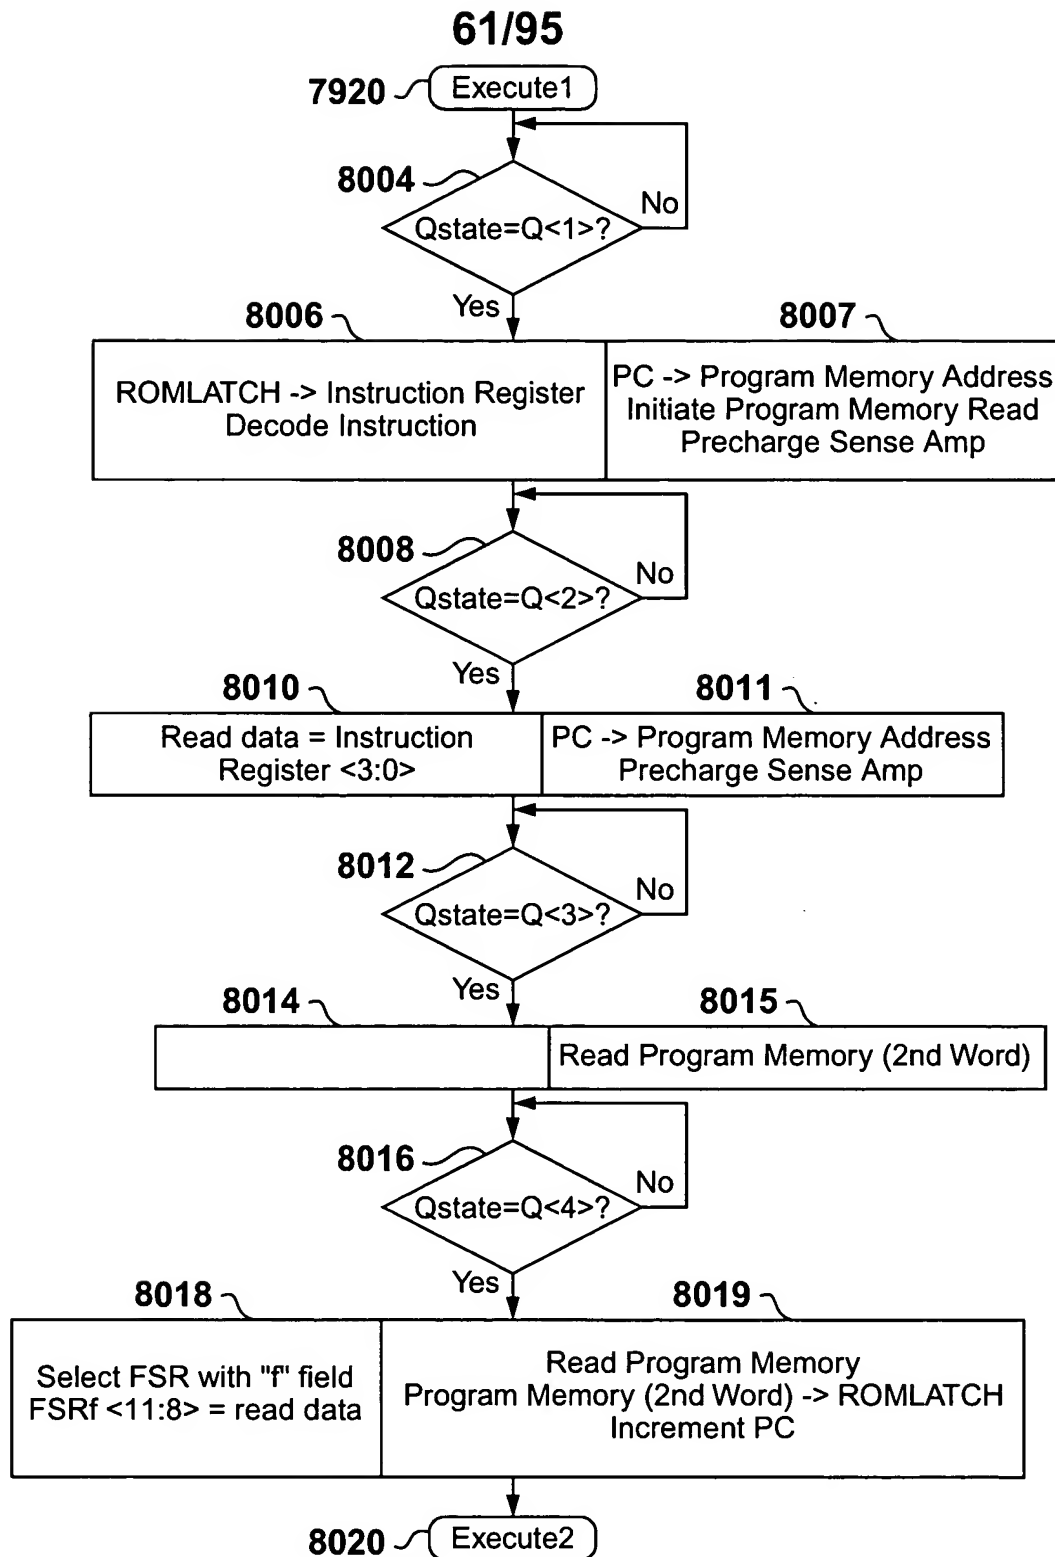 61/95
7920
Execute1
8004
Qstate=Q<1>?
No
Yes
8006
8007
ROMLATCH -> Instruction Register
Decode Instruction
PC -> Program Memory Address
Initiate Program Memory Read
Precharge Sense Amp
8008
Qstate=Q<2>?
No
Yes
8010
8011
Read data = Instruction
Register <3:0>
PC -> Program Memory Address
Precharge Sense Amp
8012
Qstate=Q<3>?
No
Yes
8014
8015
Read Program Memory (2nd Word)
8016
Qstate=Q<4>?
No
Yes
8018
8019
Select FSR with "f" field
FSRf <11:8> = read data
Read Program Memory
Program Memory (2nd Word) -> ROMLATCH
Increment PC
8020
Execute2